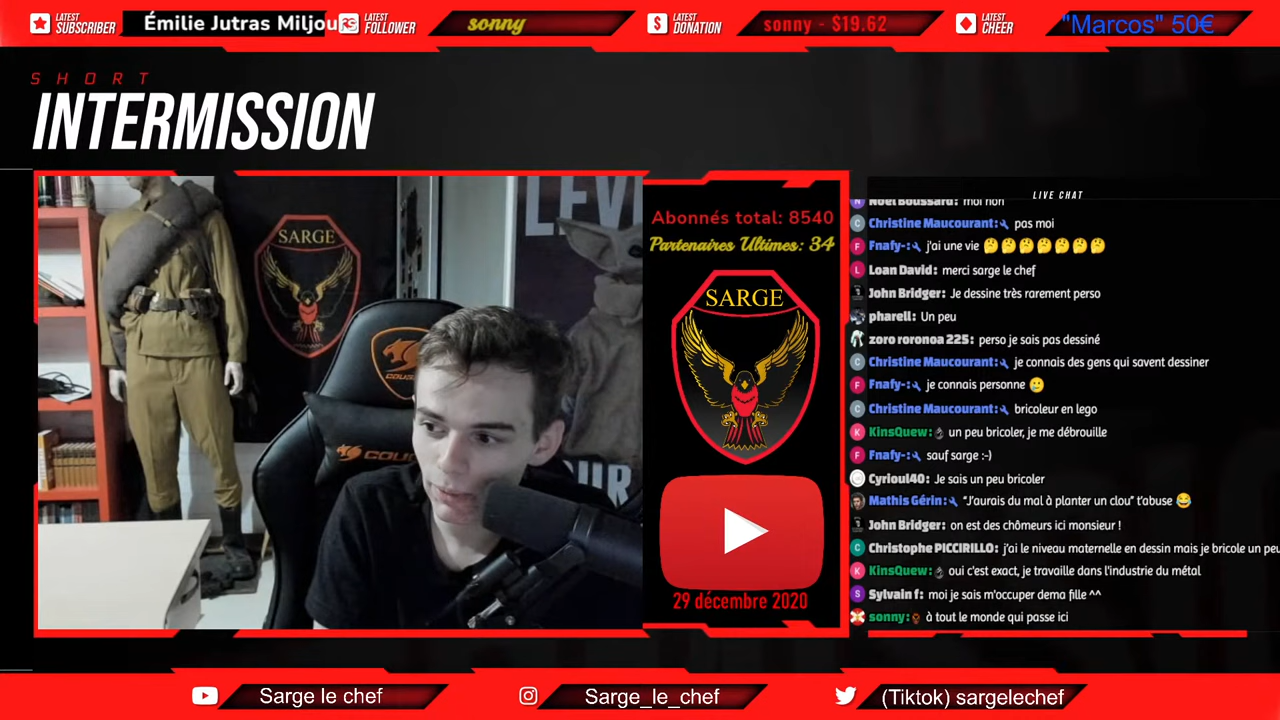 LATEST
SUBSCRIBER
Émilie Jutras Miljou
LATEST
FOLLOWER
sonny
LATEST
DONATION
sonny - $19.62
LATEST
CHEER
"Marcos" 50€
SHORT
INTERMISSION
SARGE
COUGAR
LEVE
OUR
Abonnés total: 8540
Partenaires Ultimes: 34
SARGE
29 décembre 2020
LIVE CHAT
Noël Boussard: moi non
Christine Maucourant: pas moi
Fnafy-: j'ai une vie 🤔🤔🤔🤔🤔🤔🤔
Loan David: merci sarge le chef
John Bridger: Je dessine très rarement perso
pharell: Un peu
zoro roronoa 225: perso je sais pas dessiné
Christine Maucourant: je connais des gens qui savent dessiner
Fnafy-: je connais personne 🥲
Christine Maucourant: bricoleur en lego
KinsQuew: un peu bricoler, je me débrouille
Fnafy-: sauf sarge :-)
Cyrioul40: Je sais un peu bricoler
Mathis Gérin: "J'aurais du mal à planter un clou" t'abuse 😂
John Bridger: on est des chômeurs ici monsieur !
Christophe PICCIRILLO: j'ai le niveau maternelle en dessin mais je bricole un peu
KinsQuew: oui c'est exact, je travaille dans l'industrie du métal
Sylvain f: moi je sais m'occuper dema fille ^^
sonny: à tout le monde qui passe ici
Sarge le chef
Sarge_le_chef
(Tiktok) sargelechef